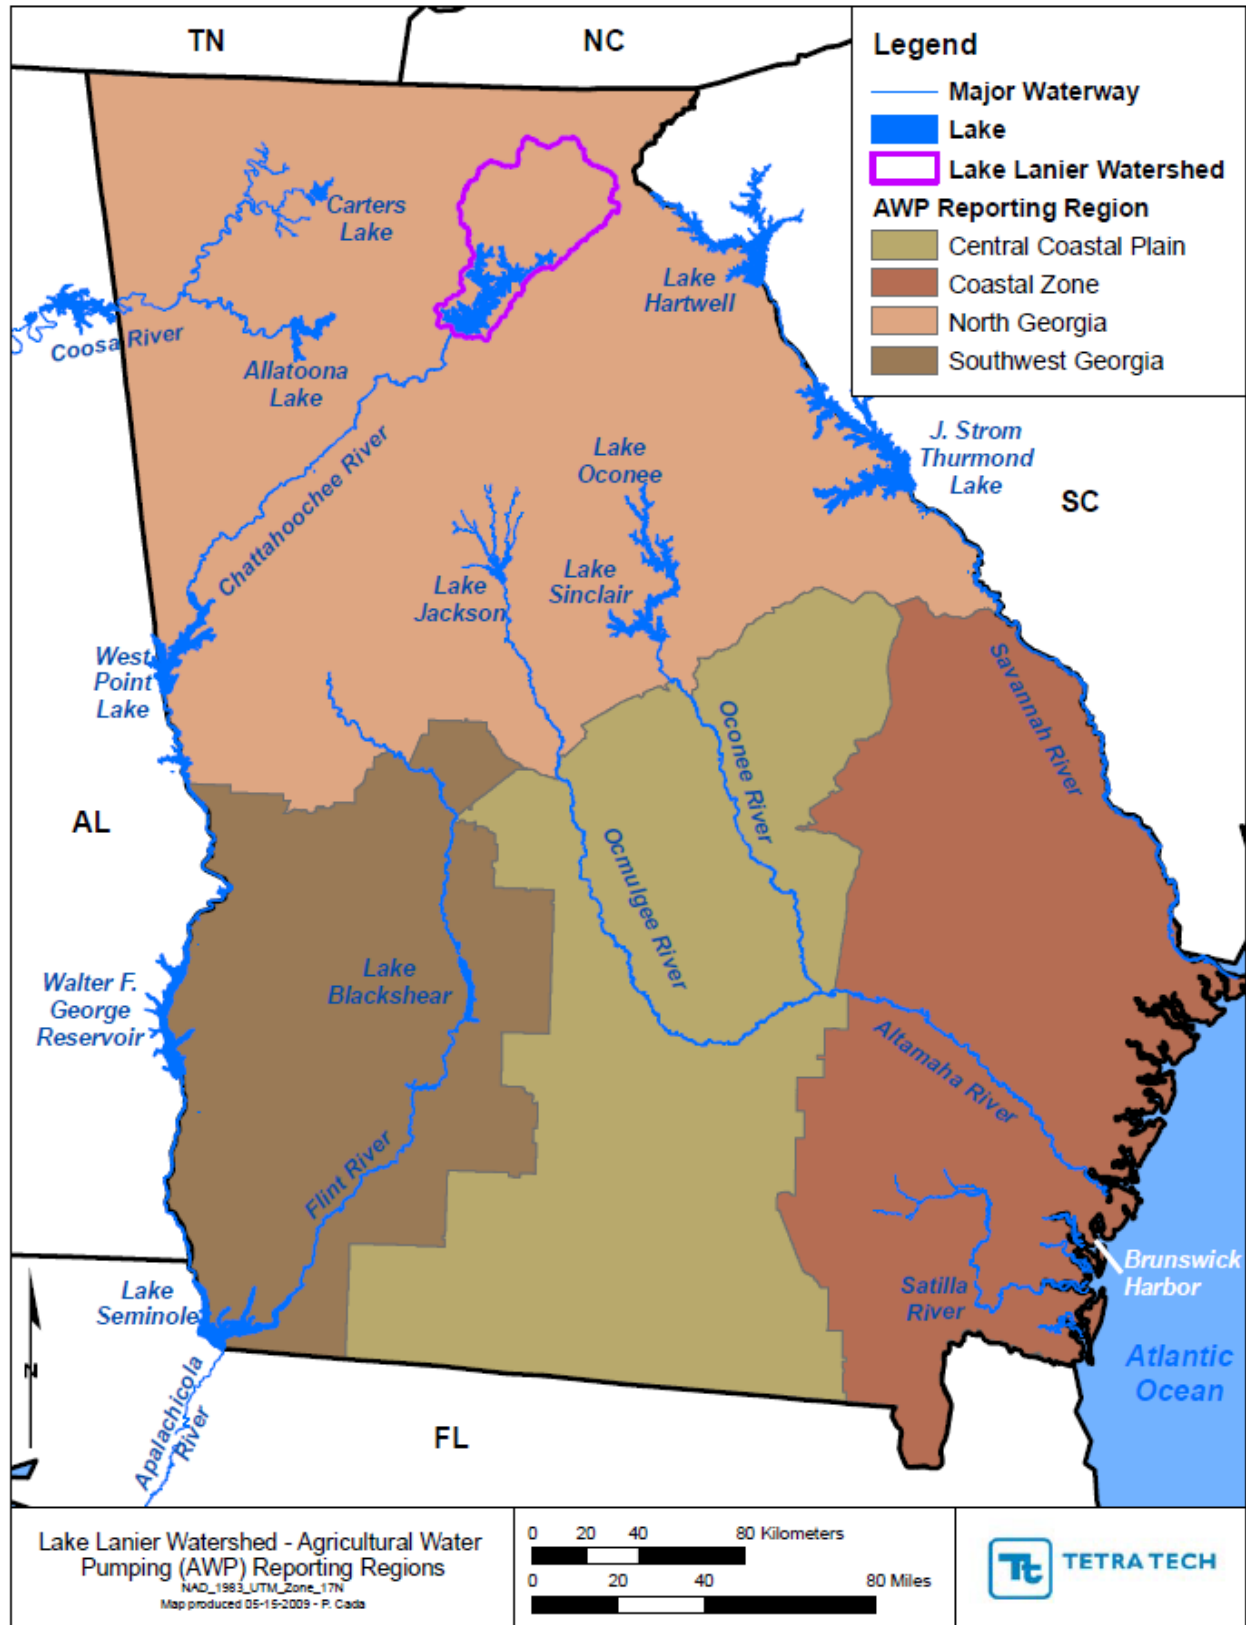 TN
NC
Legend
Major Waterway
Lake
Lake Lanier Watershed
AWP Reporting Region
Central Coastal Plain
Coastal Zone
North Georgia
Southwest Georgia
Carters
Lake
Lake
Hartwell
Coosa River
Allatoona
Lake
J. Strom
Thurmond
Lake
SC
Lake
Oconee
Chattahoochee River
Lake
Jackson
Lake
Sinclair
West
Point
Lake
Savannah River
Oconee River
AL
Ocmulgee River
Walter F.
George
Reservoir
Lake
Blackshear
Altamaha River
Flint River
Brunswick
Harbor
Satilla
River
Lake
Seminole
Atlantic
Ocean
N
Apalachicola
River
FL
Lake Lanier Watershed - Agricultural Water
Pumping (AWP) Reporting Regions
NAD_1983_UTM_Zone_17N
Map produced 05-15-2009 - P. Cada
0 20 40 80 Kilometers
0 20 40 80 Miles
Tt
TETRA TECH